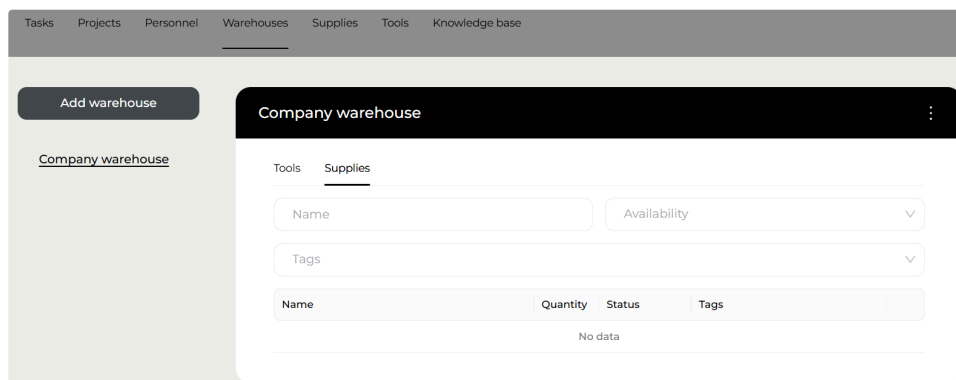 Tasks Projects Personnel Warehouses Supplies Tools Knowledge base
Add warehouse
Company warehouse
Company warehouse
Tools Supplies
Name Availability
Tags
Name Quantity Status Tags
No data